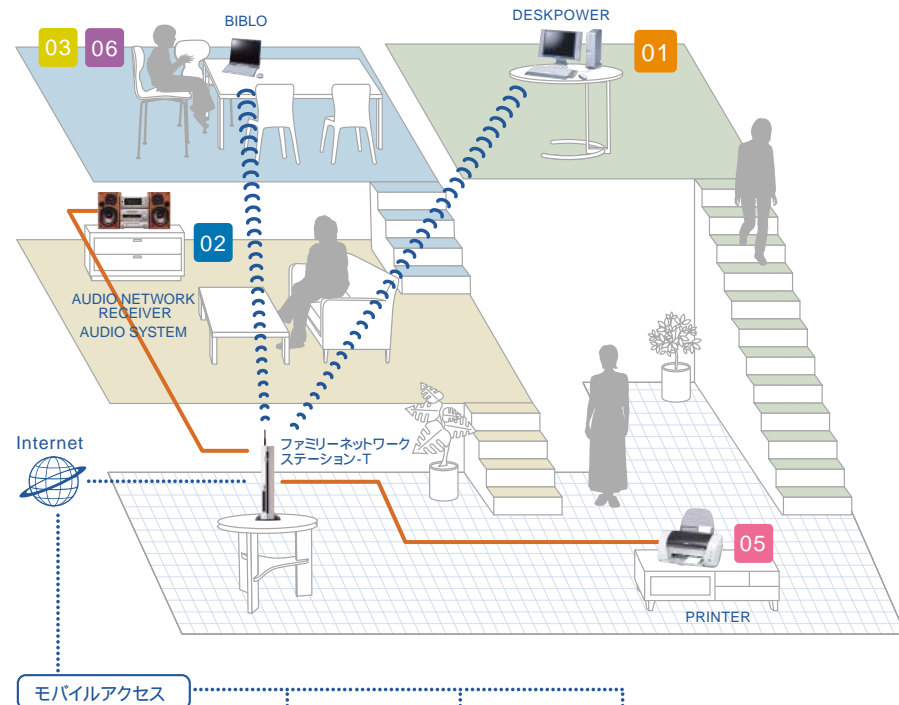 BIBLO
DESKPOWER
03
06
01
02
AUDIO NETWORK
RECEIVER
AUDIO SYSTEM
Internet
ファミリーネットワーク
ステーション-T
05
PRINTER
モバイルアクセス